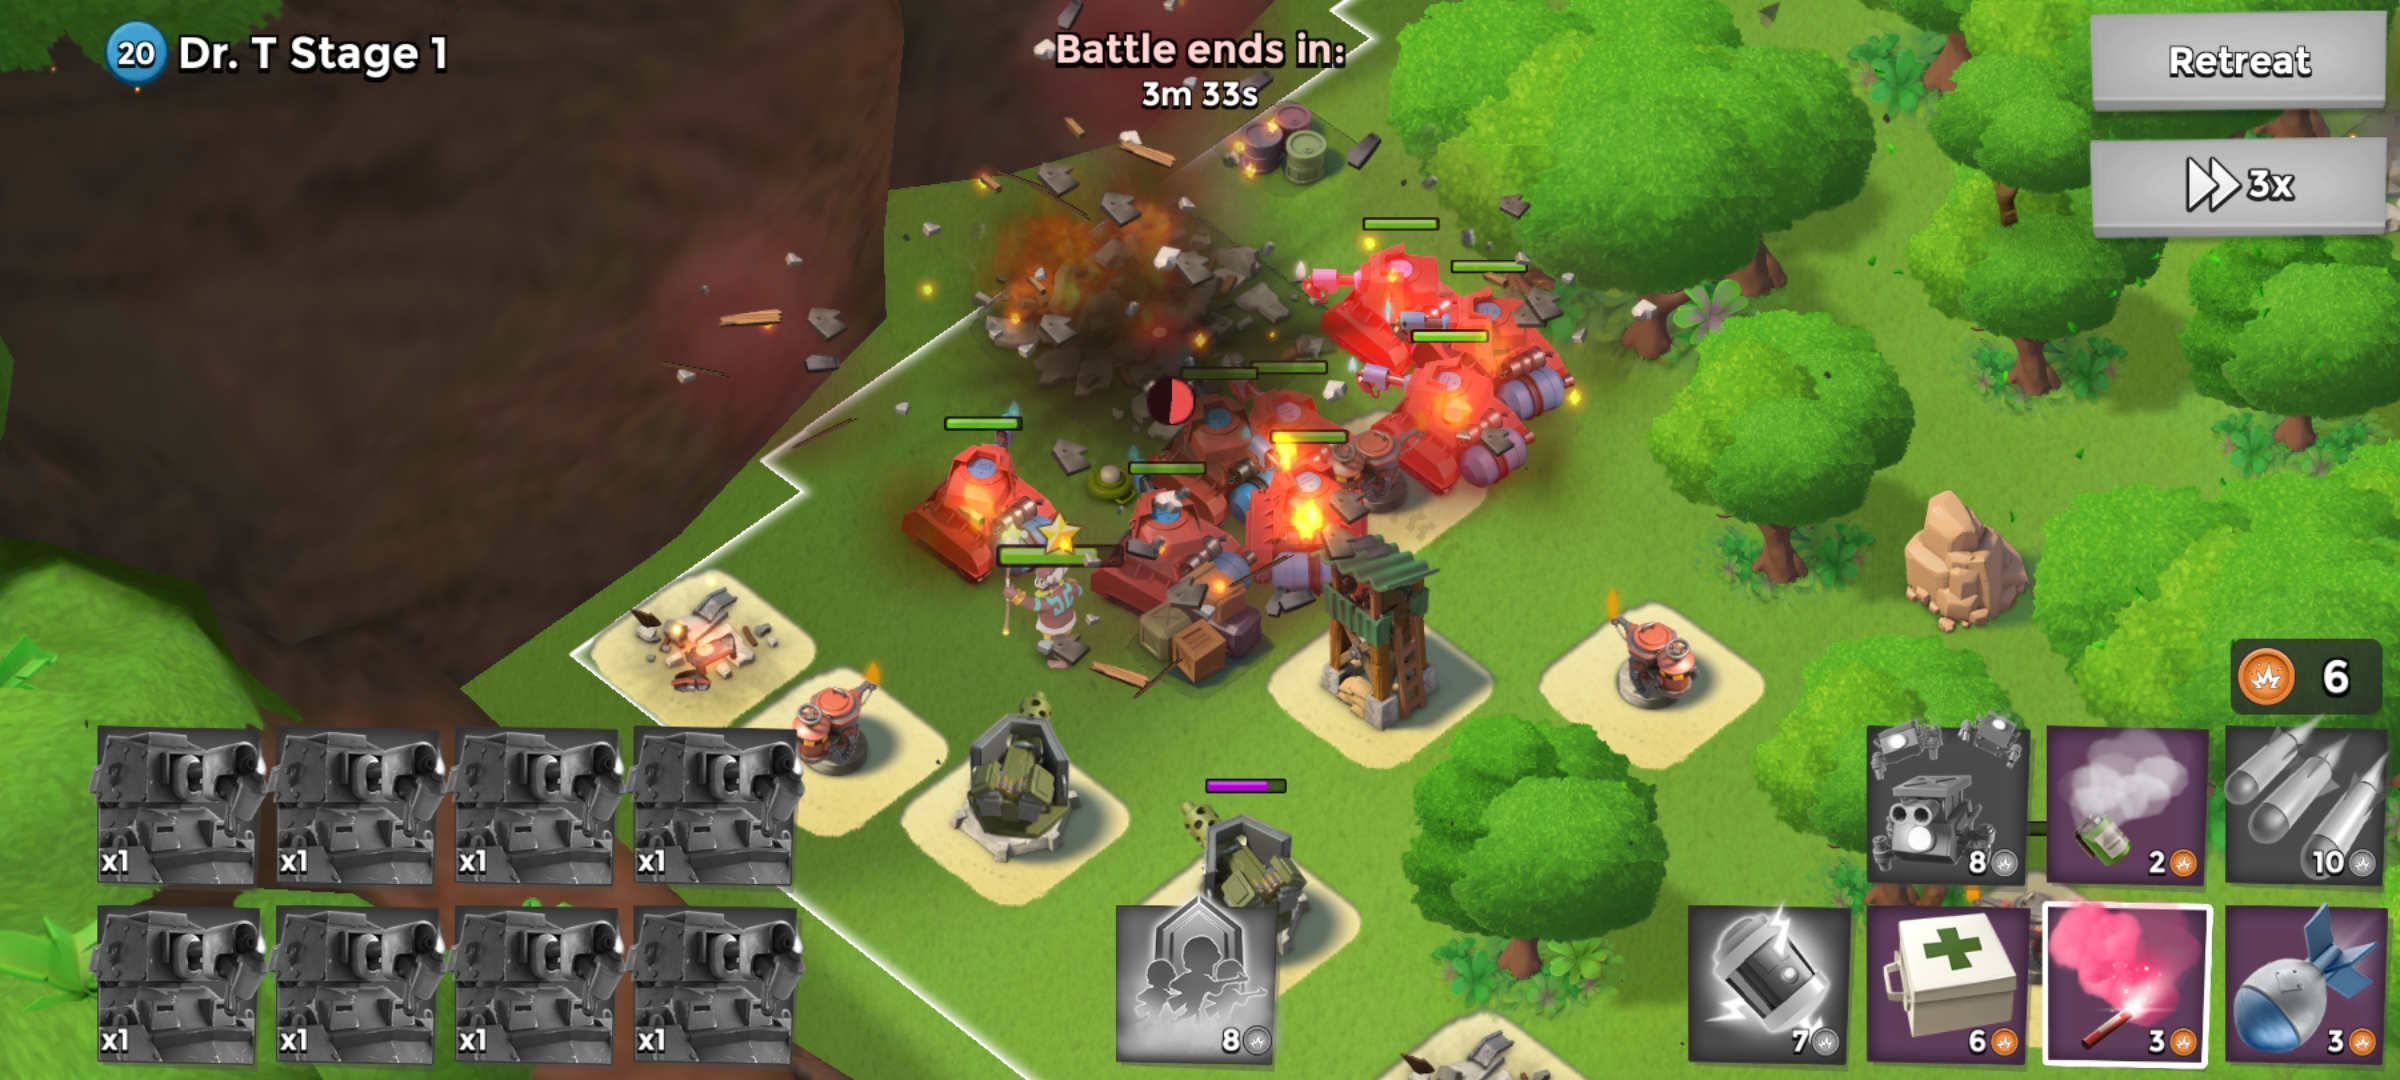 20 Dr. T Stage 1
Battle ends in:
3m 33s
Retreat
3x
6
x1 x1 x1 x1
8 2 10
x1 x1 x1 x1
8 7 6 3 3